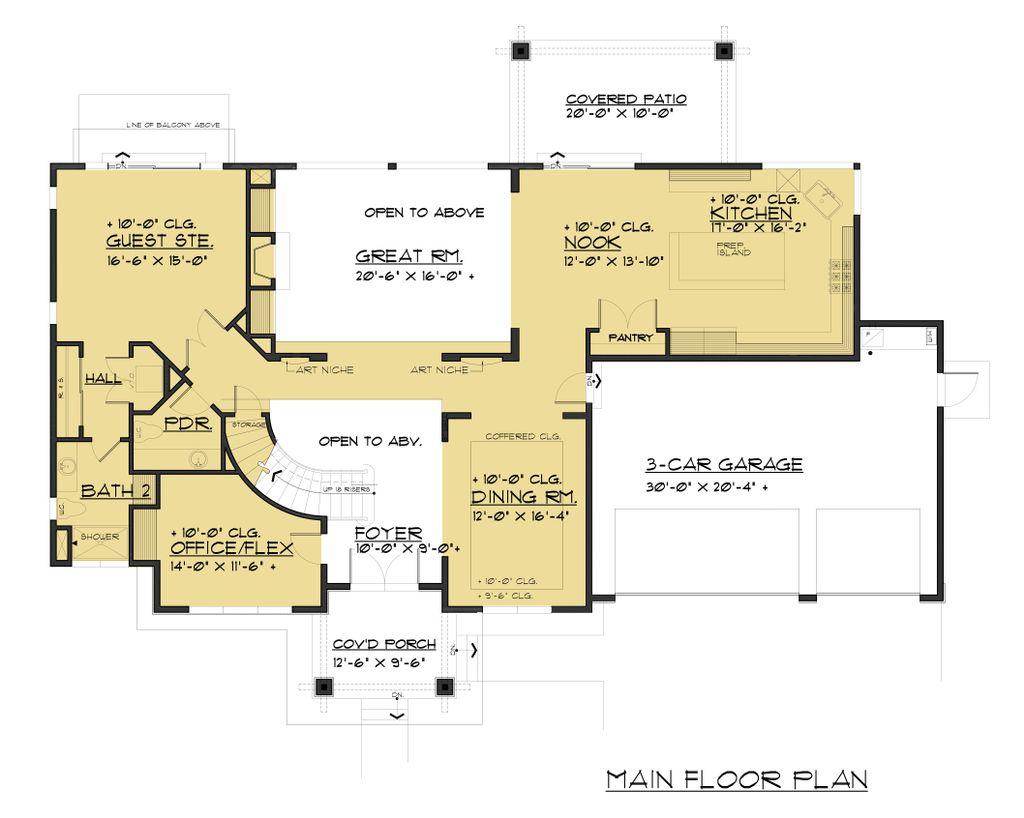 COVERED PATIO
20'-0" X 10'-0"
LINE OF BALCONY ABOVE
DN.
DN.
+ 10'-0" CLG.
GUEST STE.
16'-6" X 15'-0"
OPEN TO ABOVE
GREAT RM.
20'-6" X 16'-0" +
+ 10'-0" CLG.
NOOK
12'-0" X 13'-10"
+ 10'-0" CLG.
KITCHEN
17'-0" X 16'-2"
PREP
ISLAND
PANTRY
ART NICHE
ART NICHE
DN.
HALL
R & S
PDR.
W.C.
STORAGE
OPEN TO ABV.
UP 18 RISERS
COFFERED CLG.
+ 10'-0" CLG.
DINING RM.
12'-0" X 16'-4"
+ 10'-0" CLG.
+ 9'-6" CLG.
3-CAR GARAGE
30'-0" X 20'-4" +
BATH 2
W.C.
SHOWER
+ 10'-0" CLG.
OFFICE/FLEX
14'-0" X 11'-6" +
FOYER
10'-0" X 9'-0"+
COV'D PORCH
12'-6" X 9'-6"
DN.
DN.
MAIN FLOOR PLAN